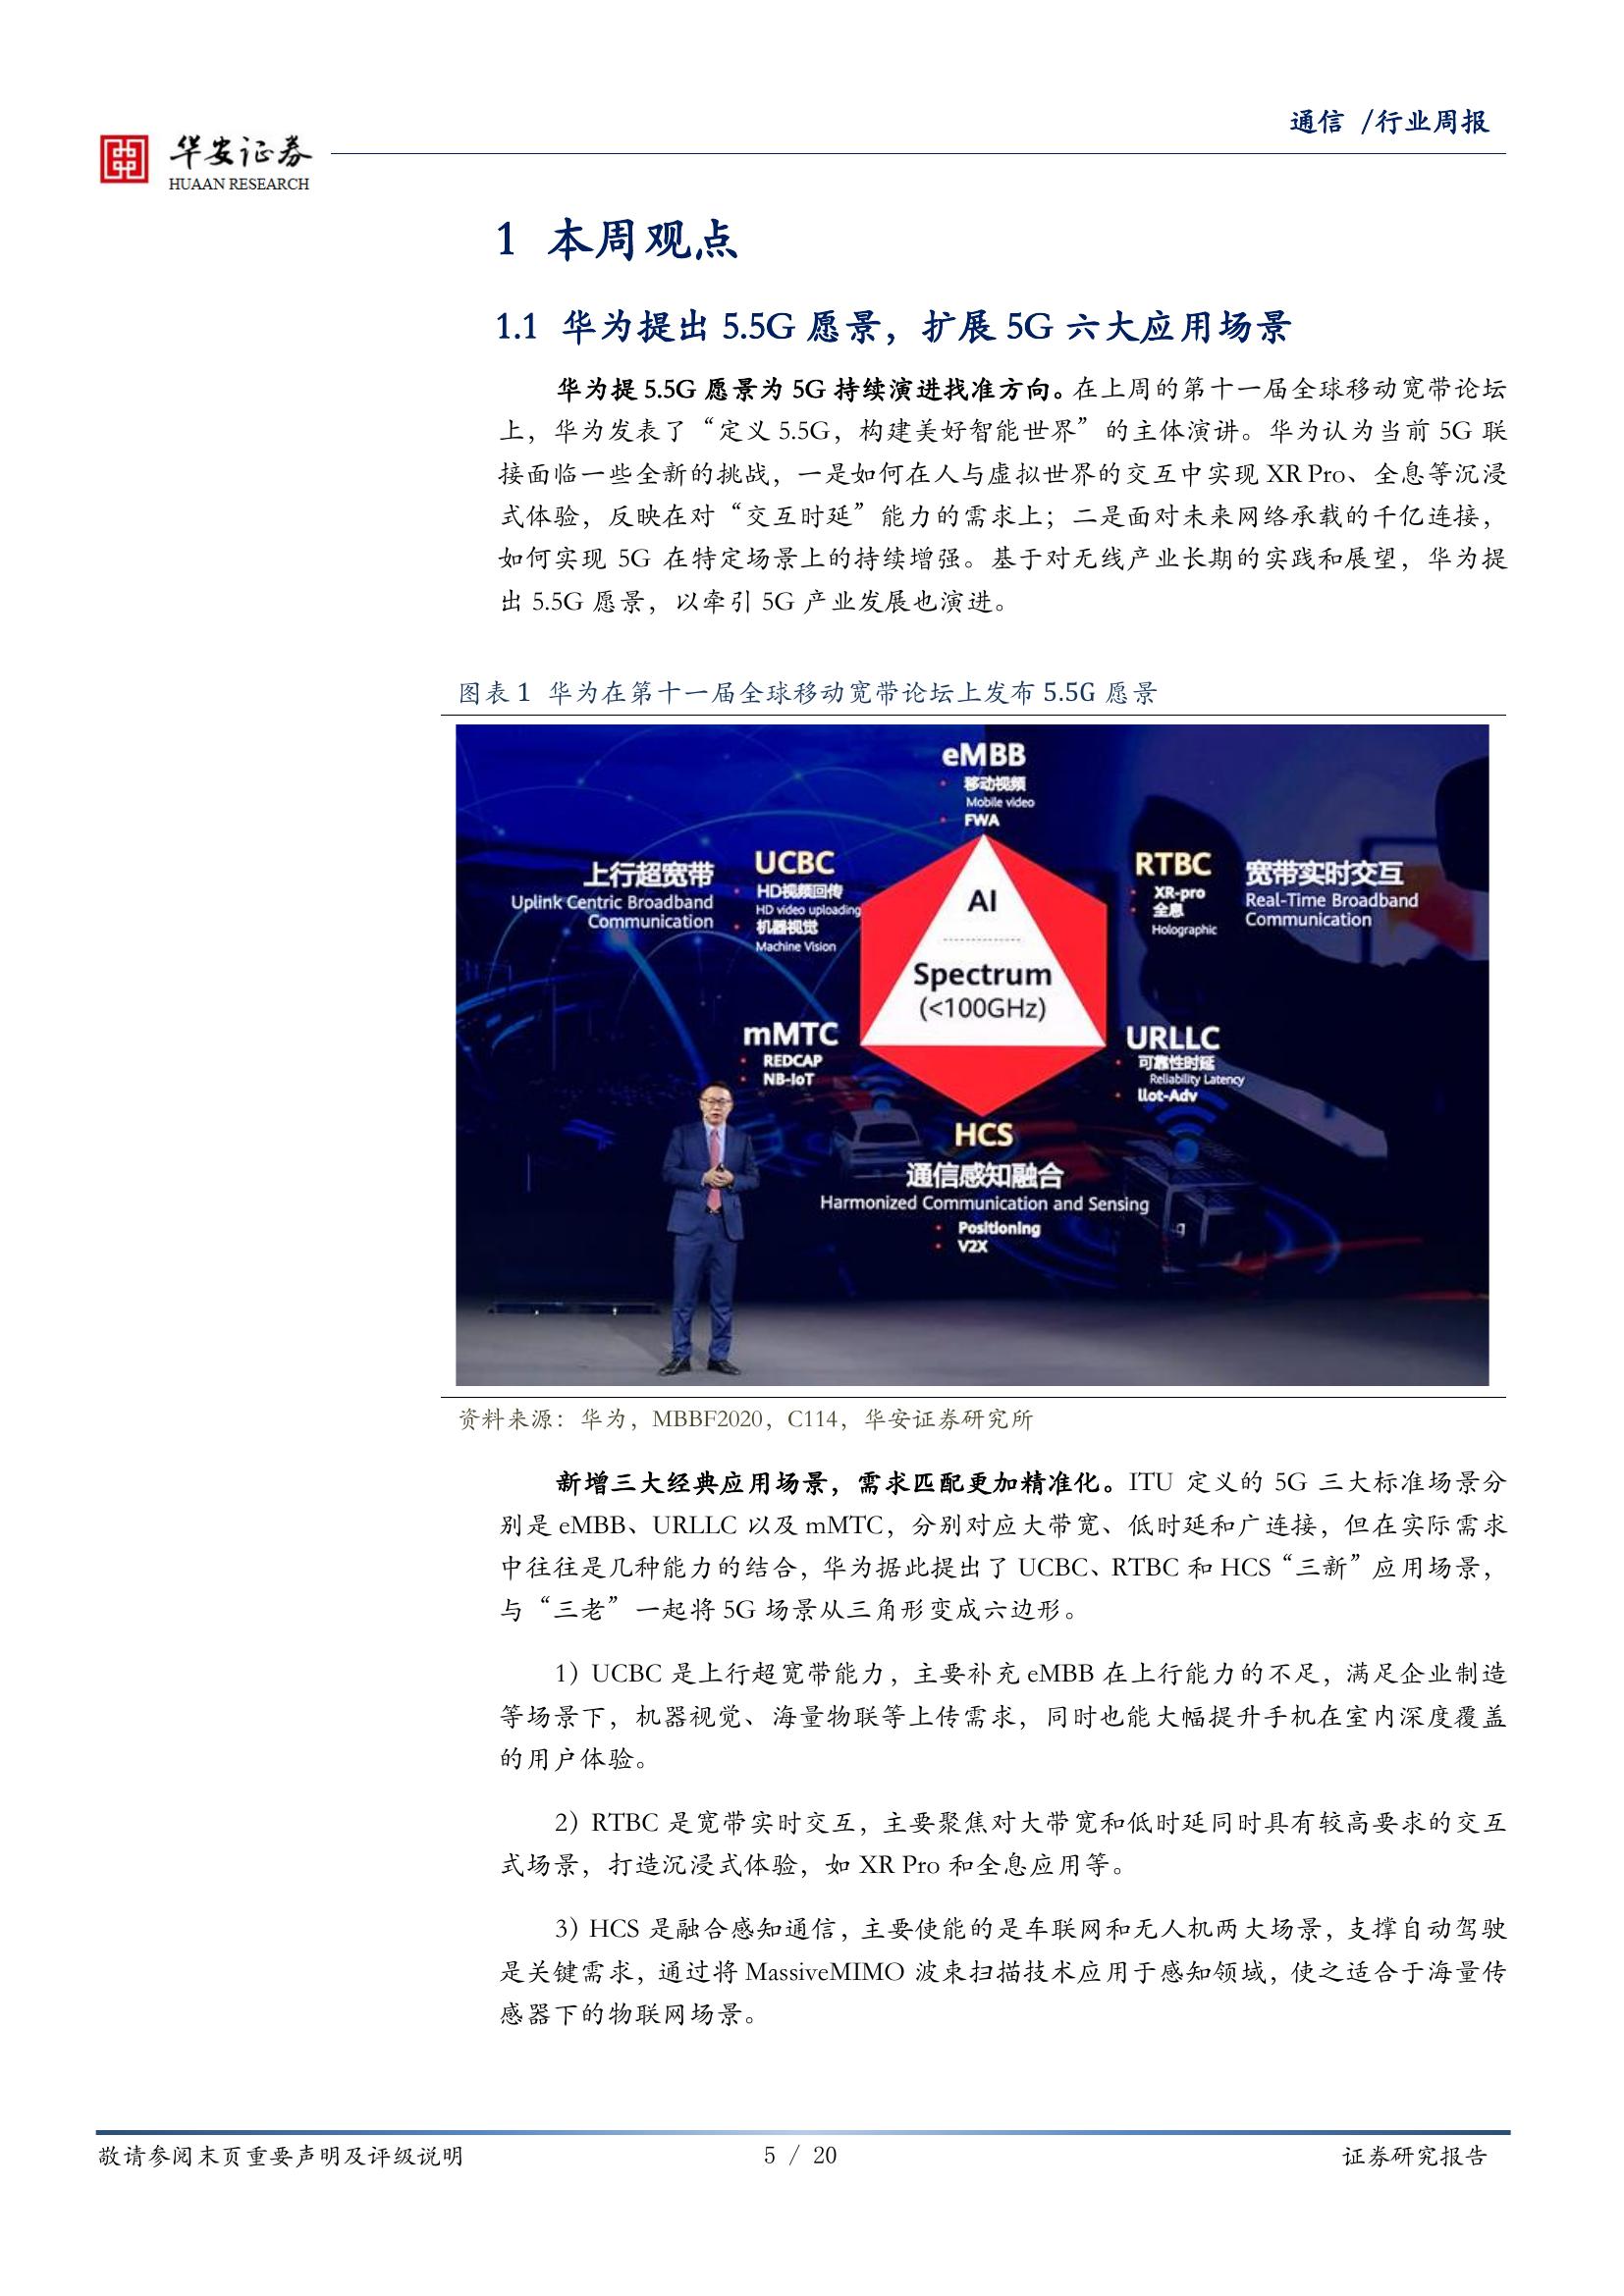 通信 /行业周报
华安证券
HUAAN RESEARCH
1 本周观点
1.1 华为提出 5.5G 愿景，扩展 5G 六大应用场景
华为提 5.5G 愿景为 5G 持续演进找准方向。在上周的第十一届全球移动宽带论坛
上，华为发表了“定义 5.5G，构建美好智能世界”的主体演讲。华为认为当前 5G 联
接面临一些全新的挑战，一是如何在人与虚拟世界的交互中实现 XR Pro、全息等沉浸
式体验，反映在对“交互时延”能力的需求上；二是面对未来网络承载的千亿连接，
如何实现 5G 在特定场景上的持续增强。基于对无线产业长期的实践和展望，华为提
出 5.5G 愿景，以牵引 5G 产业发展也演进。
图表 1 华为在第十一届全球移动宽带论坛上发布 5.5G 愿景
eMBB
移动视频
Mobile video
FWA
上行超宽带
Uplink Centric Broadband
Communication
UCBC
HD视频回传
HD video uploading
机器视觉
Machine Vision
AI
Spectrum
(<100GHz)
RTBC
XR-pro
全息
Holographic
宽带实时交互
Real-Time Broadband
Communication
mMTC
REDCAP
NB-IoT
URLLC
可靠性时延
Reliability Latency
IIot-Adv
HCS
通信感知融合
Harmonized Communication and Sensing
Positioning
V2X
资料来源：华为，MBBF2020，C114，华安证券研究所
新增三大经典应用场景，需求匹配更加精准化。ITU 定义的 5G 三大标准场景分
别是 eMBB、URLLC 以及 mMTC，分别对应大带宽、低时延和广连接，但在实际需求
中往往是几种能力的结合，华为据此提出了 UCBC、RTBC 和 HCS“三新”应用场景，
与“三老”一起将 5G 场景从三角形变成六边形。
1）UCBC 是上行超宽带能力，主要补充 eMBB 在上行能力的不足，满足企业制造
等场景下，机器视觉、海量物联等上传需求，同时也能大幅提升手机在室内深度覆盖
的用户体验。
2）RTBC 是宽带实时交互，主要聚焦对大带宽和低时延同时具有较高要求的交互
式场景，打造沉浸式体验，如 XR Pro 和全息应用等。
3）HCS 是融合感知通信，主要使能的是车联网和无人机两大场景，支撑自动驾驶
是关键需求，通过将 MassiveMIMO 波束扫描技术应用于感知领域，使之适合于海量传
感器下的物联网场景。
敬请参阅末页重要声明及评级说明
5 / 20
证券研究报告